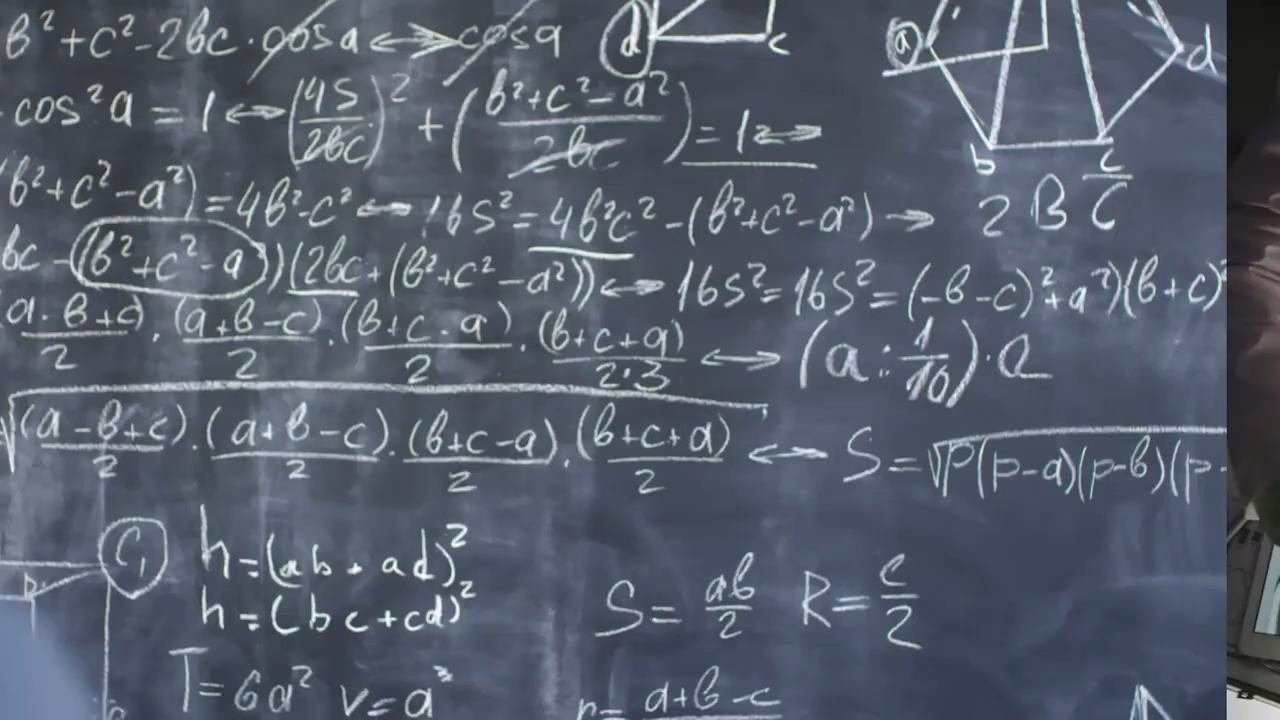 b²+c²-2bc·cosa⟷cosa
d
c
a
d
b
c
cos²a = 1 ⟷ (4S/2bc)² + (b²+c²-a²/2bc) = 1 ⟷
(b²+c²-a²) = 4b²-c² ⟷ 16S² = 4b²c² -(b²+c²-a²) →
2 B c/C
bc -(b²+c²-a))(2bc+(b²+c²-a²)) ⟷ 16S²= 16S²=(-b-c)²+a²)(b+c)²
(a·b+c)/2 · (a+b-c)/2 · (b+c-a)/2 · (b+c+a)/2·3 ⟷ (a : 1/10)·a
√(a-b+c)/2 · (a+b-c)/2 · (b+c-a)/2 · (b+c+a)/2 ⟷ S=√P(p-a)(p-b)(p-
C₁
h=(ab+ad)²
h=(bc+cd)²
S= ab/2 R= c/2
T=6a² v=a³
r= a+b-c